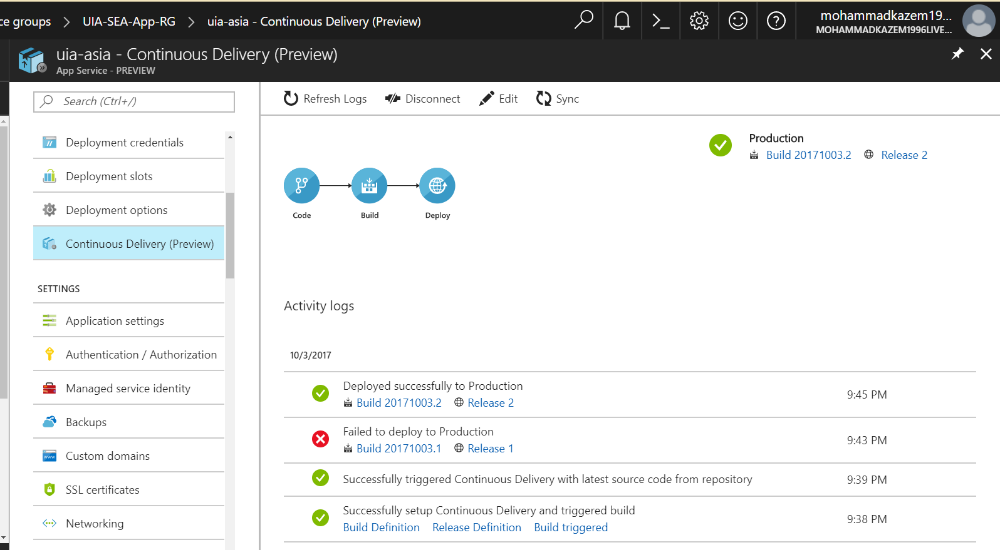 ce groups > UIA-SEA-App-RG > uia-asia - Continuous Delivery (Preview)
mohammadkazem19...
MOHAMMADKAZEM1996LIVE...
uia-asia - Continuous Delivery (Preview)
App Service - PREVIEW
Search (Ctrl+/)
Deployment credentials
Deployment slots
Deployment options
Continuous Delivery (Preview)
SETTINGS
Application settings
Authentication / Authorization
Managed service identity
Backups
Custom domains
SSL certificates
Networking
Refresh Logs Disconnect Edit Sync
Production
Build 20171003.2 Release 2
Code Build Deploy
Activity logs
10/3/2017
Deployed successfully to Production
Build 20171003.2 Release 2
9:45 PM
Failed to deploy to Production
Build 20171003.1 Release 1
9:43 PM
Successfully triggered Continuous Delivery with latest source code from repository
9:39 PM
Successfully setup Continuous Delivery and triggered build
Build Definition Release Definition Build triggered
9:38 PM